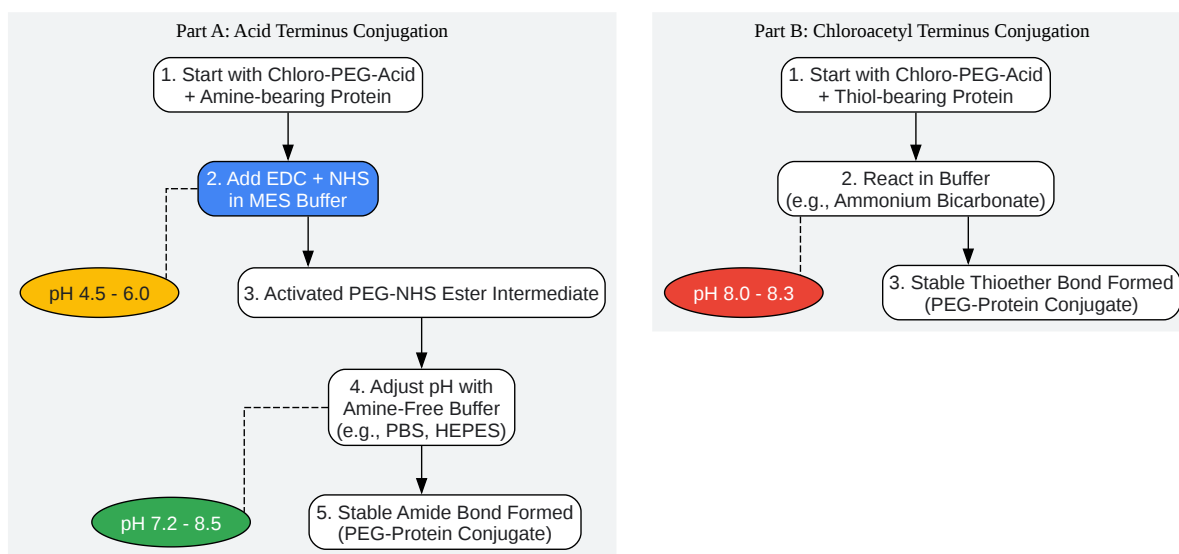 Part A: Acid Terminus Conjugation
1. Start with Chloro-PEG-Acid
+ Amine-bearing Protein
2. Add EDC + NHS
in MES Buffer
pH 4.5 - 6.0
3. Activated PEG-NHS Ester Intermediate
4. Adjust pH with
Amine-Free Buffer
(e.g., PBS, HEPES)
pH 7.2 - 8.5
5. Stable Amide Bond Formed
(PEG-Protein Conjugate)
Part B: Chloroacetyl Terminus Conjugation
1. Start with Chloro-PEG-Acid
+ Thiol-bearing Protein
2. React in Buffer
(e.g., Ammonium Bicarbonate)
pH 8.0 - 8.3
3. Stable Thioether Bond Formed
(PEG-Protein Conjugate)